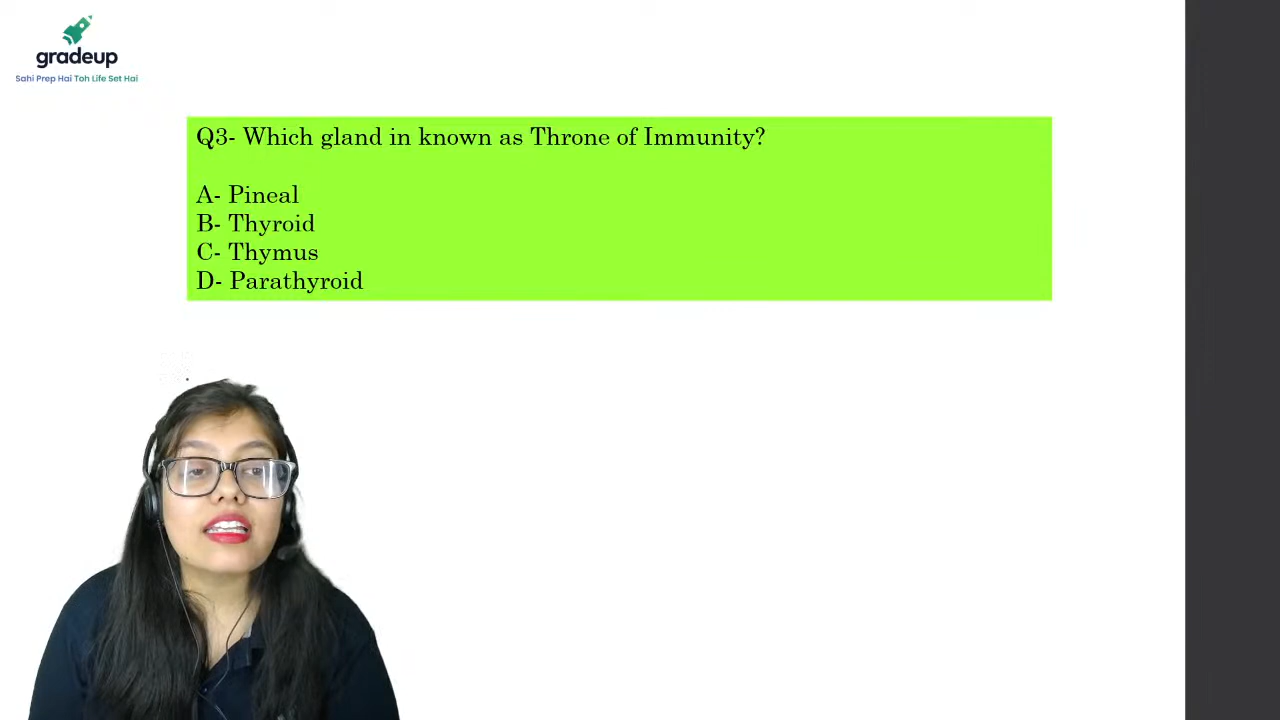 gradeup
Sahi Prep Hai Toh Life Set Hai
Q3- Which gland in known as Throne of Immunity?
A- Pineal
B- Thyroid
C- Thymus
D- Parathyroid